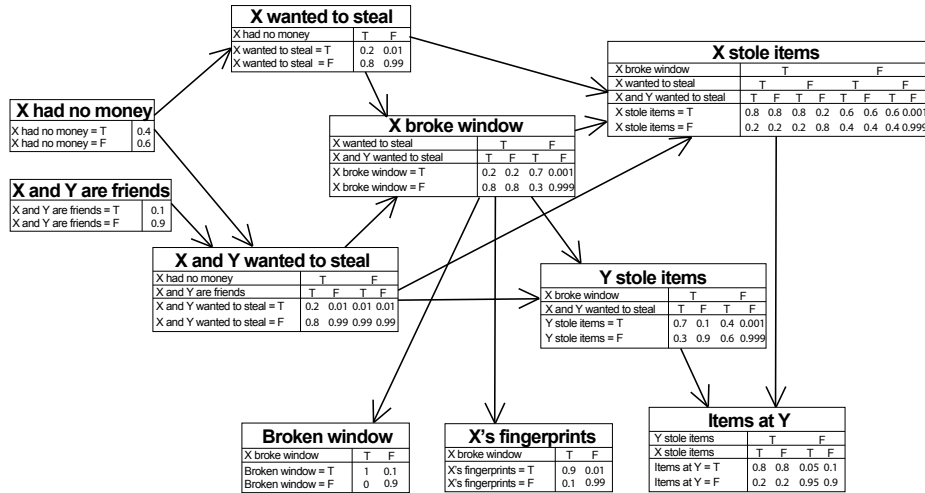 X wanted to steal
X had no money T F
X wanted to steal = T 0.2 0.01
X wanted to steal = F 0.8 0.99
X stole items
X broke window T F
X wanted to steal T F T F
X and Y wanted to steal T F T F T F T F
X stole items = T 0.8 0.8 0.8 0.2 0.6 0.6 0.6 0.001
X stole items = F 0.2 0.2 0.2 0.8 0.4 0.4 0.4 0.999
X had no money
X had no money = T 0.4
X had no money = F 0.6
X broke window
X wanted to steal T F
X and Y wanted to steal T F T F
X broke window = T 0.2 0.2 0.7 0.001
X broke window = F 0.8 0.8 0.3 0.999
X and Y are friends
X and Y are friends = T 0.1
X and Y are friends = F 0.9
X and Y wanted to steal
X had no money T F
X and Y are friends T F T F
X and Y wanted to steal = T 0.2 0.01 0.01 0.01
X and Y wanted to steal = F 0.8 0.99 0.99 0.99
Y stole items
X broke window T F
X and Y wanted to steal T F T F
Y stole items = T 0.7 0.1 0.4 0.001
Y stole items = F 0.3 0.9 0.6 0.999
Broken window
X broke window T F
Broken window = T 1 0.1
Broken window = F 0 0.9
X's fingerprints
X broke window T F
X's fingerprints = T 0.9 0.01
X's fingerprints = F 0.1 0.99
Items at Y
Y stole items T F
X stole items T F T F
Items at Y = T 0.8 0.8 0.05 0.1
Items at Y = F 0.2 0.2 0.95 0.9